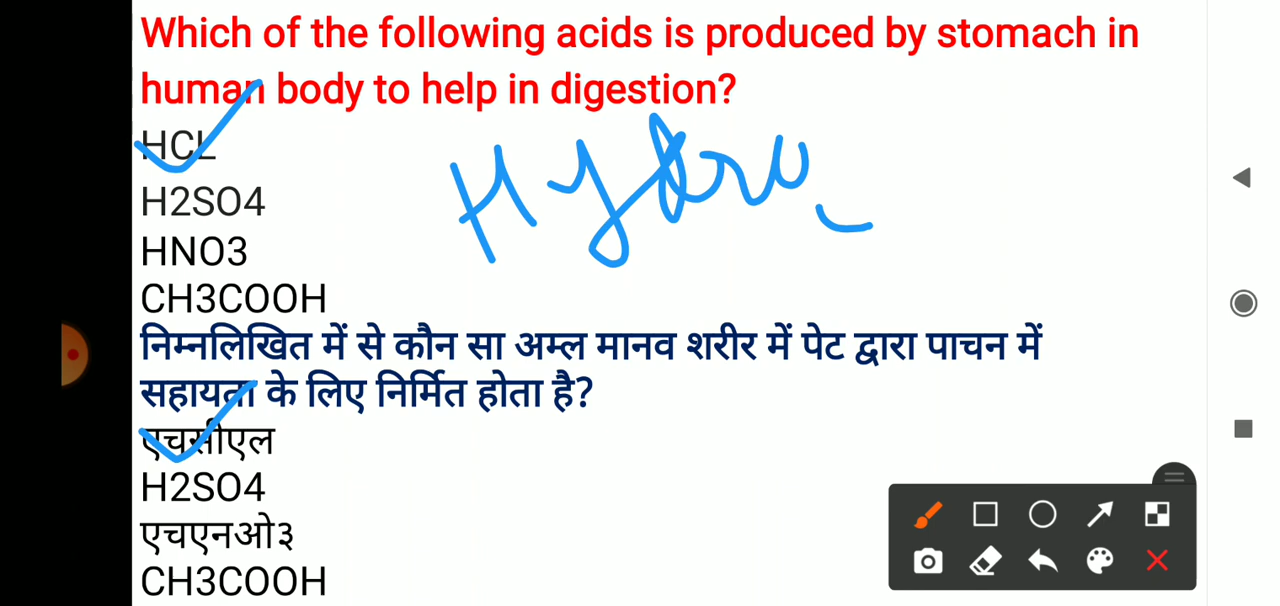 Which of the following acids is produced by stomach in
human body to help in digestion?
HCL
Hydro
H2SO4
HNO3
CH3COOH
निम्नलिखित में से कौन सा अम्ल मानव शरीर में पेट द्वारा पाचन में
सहायता के लिए निर्मित होता है?
एचसीएल
H2SO4
एचएनओ३
CH3COOH